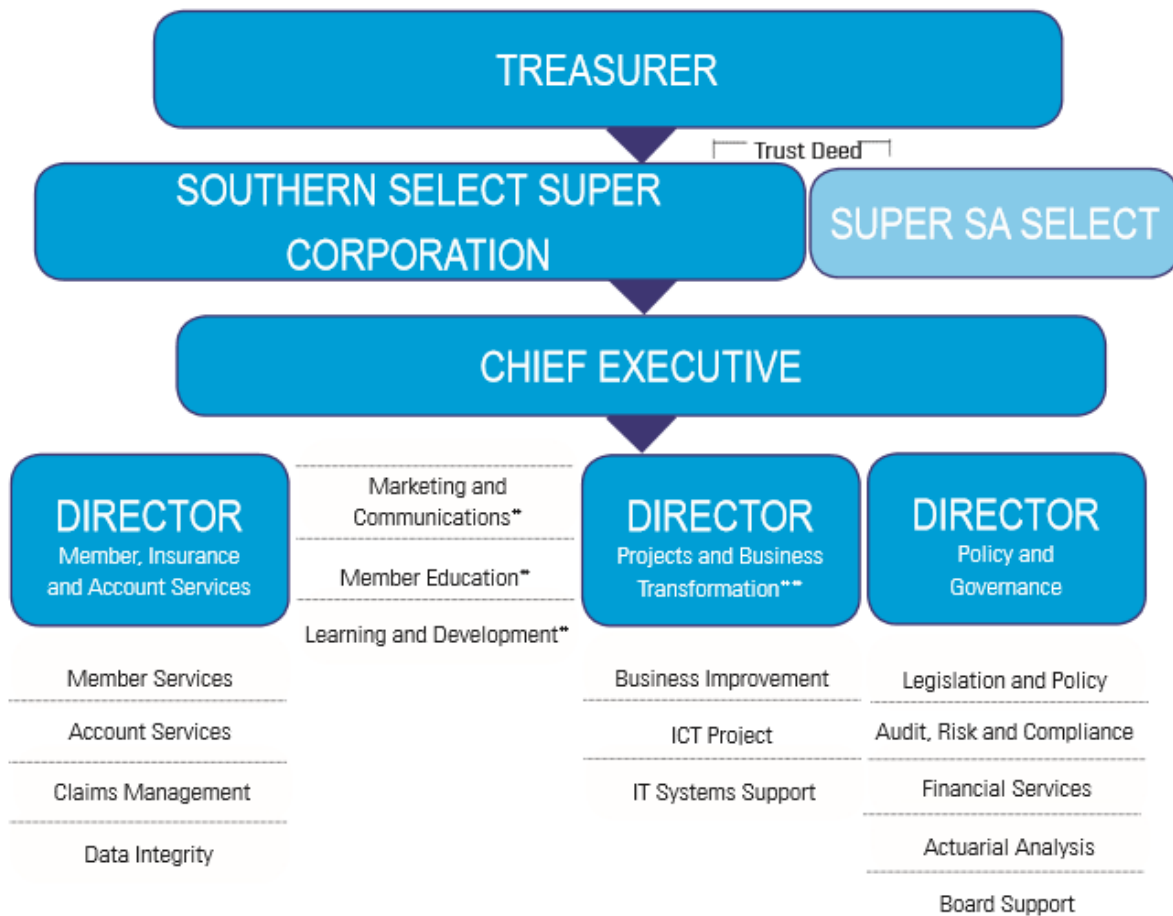 TREASURER
Trust Deed
SOUTHERN SELECT SUPER
CORPORATION
SUPER SA SELECT
CHIEF EXECUTIVE
DIRECTOR
Member, Insurance
and Account Services
Member Services
Account Services
Claims Management
Data Integrity
Marketing and
Communications**
Member Education**
Learning and Development**
DIRECTOR
Projects and Business
Transformation****
Business Improvement
ICT Project
IT Systems Support
DIRECTOR
Policy and
Governance
Legislation and Policy
Audit, Risk and Compliance
Financial Services
Actuarial Analysis
Board Support